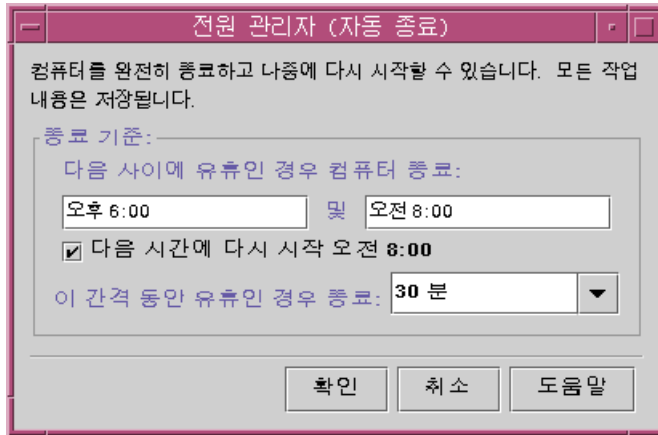 전원 관리자 (자동 종료)
컴퓨터를 완전히 종료하고 나중에 다시 시작할 수 있습니다. 모든 작업
내용은 저장됩니다.
종료 기준:
다음 사이에 유휴인 경우 컴퓨터 종료:
오후 6:00 및 오전 8:00
다음 시간에 다시 시작 오전 8:00
이 간격 동안 유휴인 경우 종료: 30 분
확인 취소 도움말